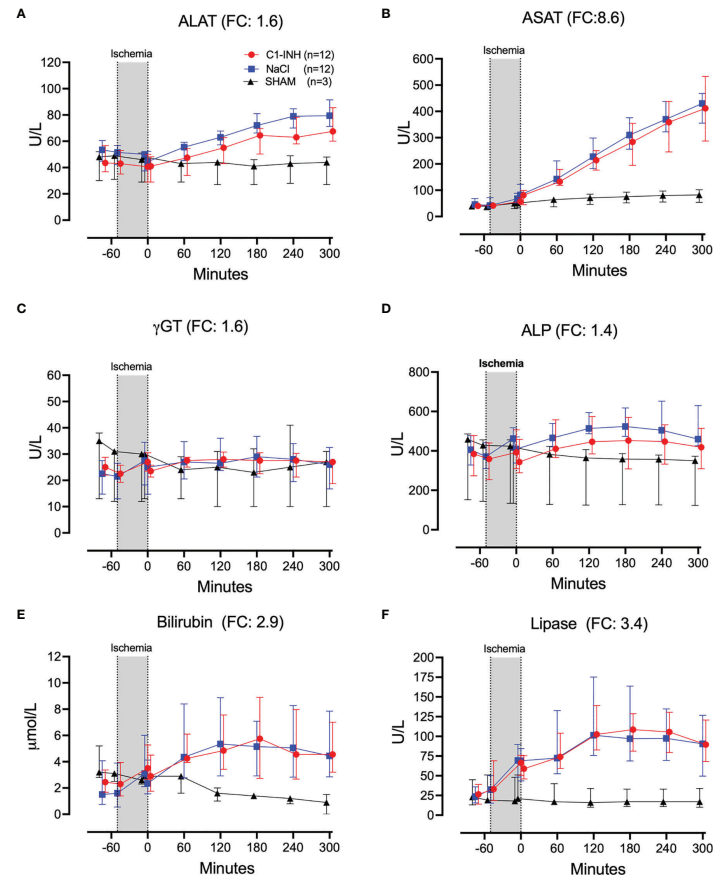 A
ALAT (FC: 1.6)
Ischemia
C1-INH (n=12)
NaCl (n=12)
SHAM (n=3)
U/L
120
100
80
60
40
20
0
-60 0 60 120 180 240 300
Minutes
B
ASAT (FC:8.6)
Ischemia
U/L
600
500
400
300
200
100
0
-60 0 60 120 180 240 300
Minutes
C
γGT (FC: 1.6)
Ischemia
U/L
60
50
40
30
20
10
0
-60 0 60 120 180 240 300
Minutes
D
ALP (FC: 1.4)
Ischemia
U/L
800
600
400
200
0
-60 0 60 120 180 240 300
Minutes
E
Bilirubin (FC: 2.9)
Ischemia
μmol/L
12
10
8
6
4
2
0
-60 0 60 120 180 240 300
Minutes
F
Lipase (FC: 3.4)
Ischemia
U/L
200
175
150
125
100
75
50
25
0
-60 0 60 120 180 240 300
Minutes